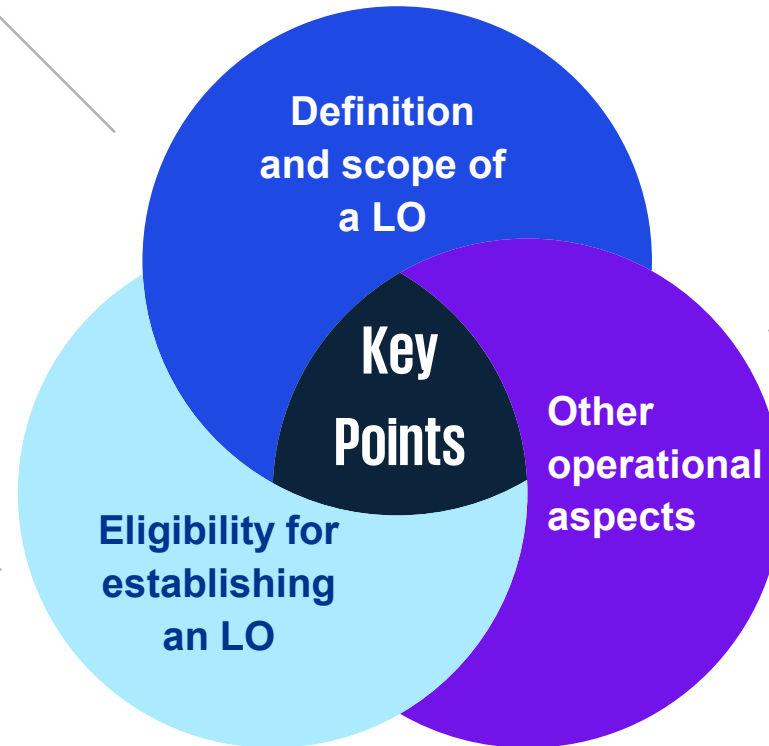 Definition
and scope of
a LO
Key
Points
Other
operational
aspects
Eligibility for
establishing
an LO